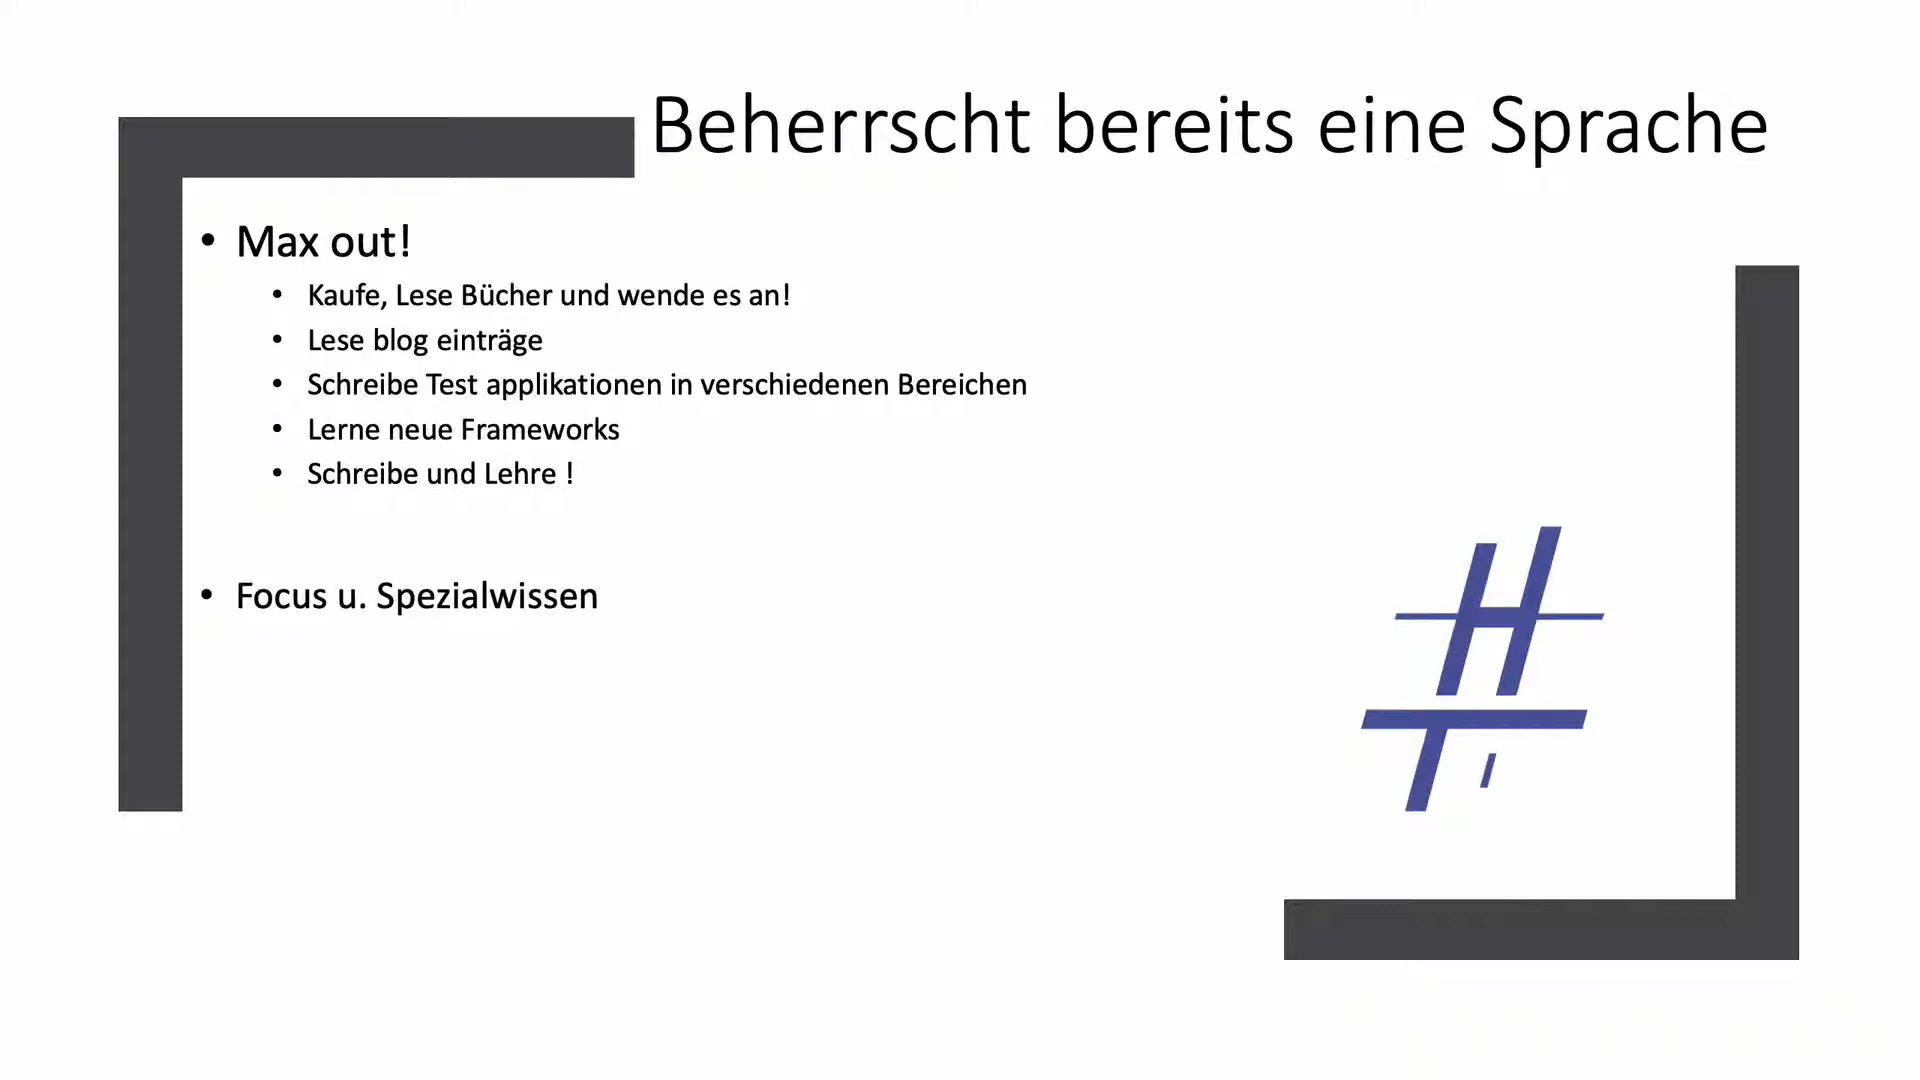 Beherrscht bereits eine Sprache
• Max out!
• Kaufe, Lese Bücher und wende es an!
• Lese blog einträge
• Schreibe Test applikationen in verschiedenen Bereichen
• Lerne neue Frameworks
• Schreibe und Lehre !
• Focus u. Spezialwissen